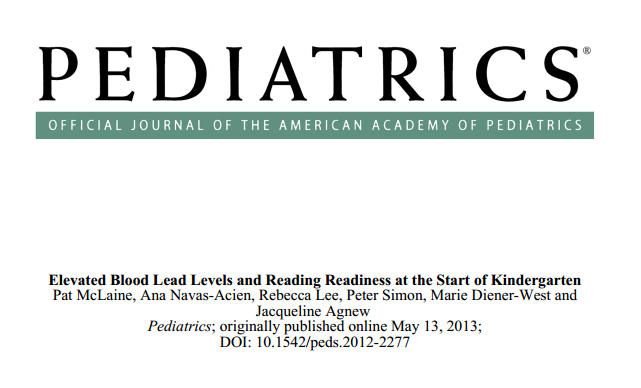 PEDIATRICS®
OFFICIAL JOURNAL OF THE AMERICAN ACADEMY OF PEDIATRICS
Elevated Blood Lead Levels and Reading Readiness at the Start of Kindergarten
Pat McLaine, Ana Navas-Acien, Rebecca Lee, Peter Simon, Marie Diener-West and
Jacqueline Agnew
Pediatrics; originally published online May 13, 2013;
DOI: 10.1542/peds.2012-2277